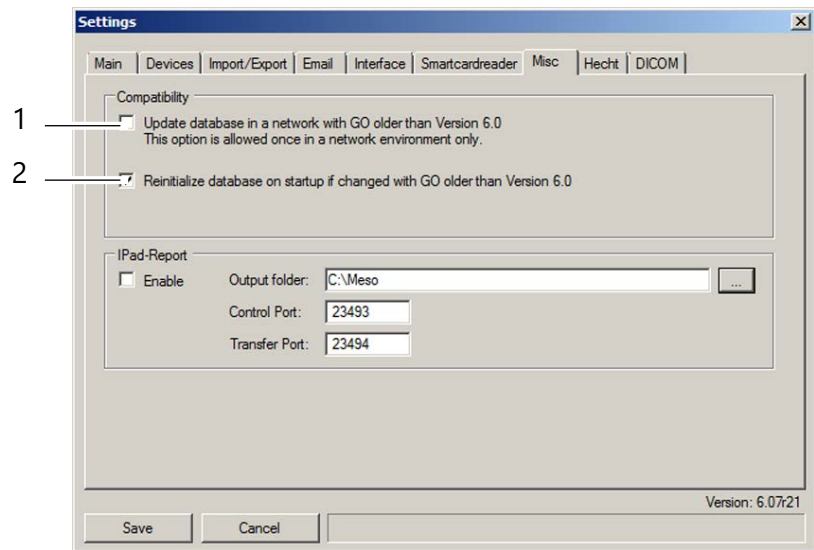 Settings
Main Devices Import/Export Email Interface Smartcardreader Misc Hecht DICOM
Compatibility
1 Update database in a network with GO older than Version 6.0
This option is allowed once in a network environment only.
2 Reinitialize database on startup if changed with GO older than Version 6.0
IPad-Report
Enable Output folder: C:\Meso ...
Control Port: 23493
Transfer Port: 23494
Version: 6.07r21
Save Cancel